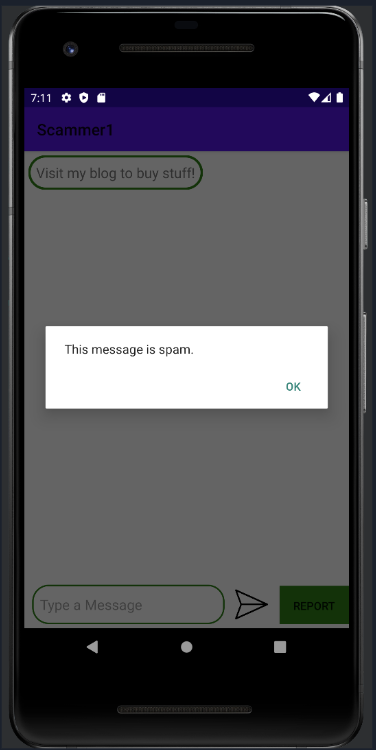 7:11
Scammer1
Visit my blog to buy stuff!
This message is spam.
OK
Type a Message
REPORT